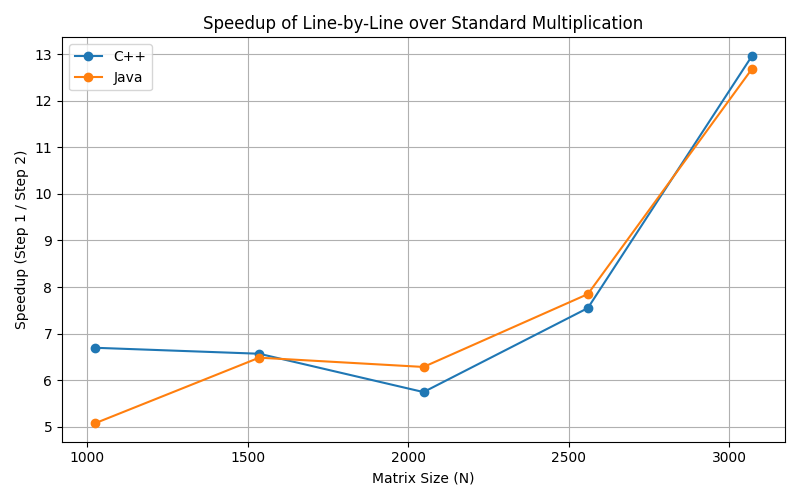 Speedup of Line-by-Line over Standard Multiplication
C++
Java
13
12
11
10
9
8
7
6
5
Speedup (Step 1 / Step 2)
1000 1500 2000 2500 3000
Matrix Size (N)